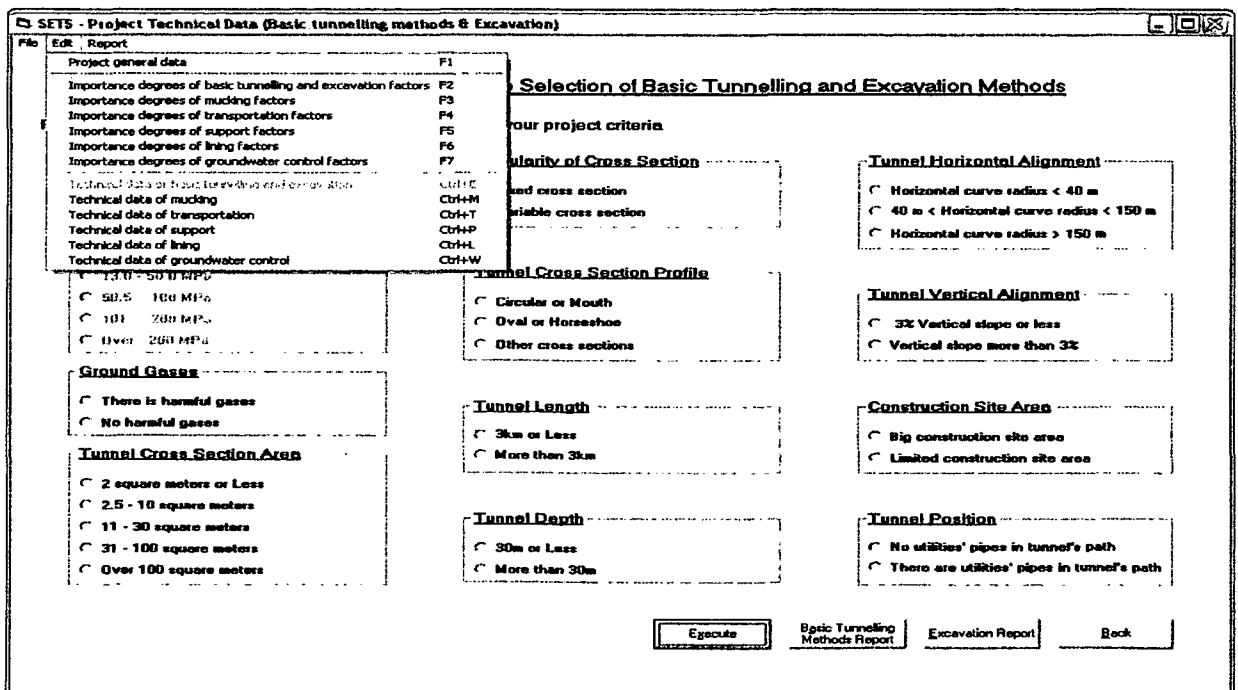 SETS - Project Technical Data (Basic tunnelling methods & Excavation)
File Edit Report
Project general data F1
Importance degrees of basic tunnelling and excavation factors F2
Importance degrees of mucking factors F3
Importance degrees of transportation factors F4
Importance degrees of support factors F5
Importance degrees of lining factors F6
Importance degrees of groundwater control factors F7
Technical data of basic tunnelling and excavation Ctrl+E
Technical data of mucking Ctrl+M
Technical data of transportation Ctrl+T
Technical data of support Ctrl+P
Technical data of lining Ctrl+L
Technical data of groundwater control Ctrl+W
Selection of Basic Tunnelling and Excavation Methods
your project criteria
13.0 - 50.0 MPa
50.5 100 MPa
101 200 MPa
Over 200 MPa
Ground Gases
There is harmful gases
No harmful gases
Tunnel Cross Section Area
2 square meters or Less
2.5 - 10 square meters
11 - 30 square meters
31 - 100 square meters
Over 100 square meters
ularity of Cross Section
xed cross section
riable cross section
Tunnel Cross Section Profile
Circular or Mouth
Oval or Horseshoe
Other cross sections
Tunnel Length
3km or Less
More than 3km
Tunnel Depth
30m or Less
More than 30m
Tunnel Horizontal Alignment
Horizontal curve radius < 40 m
40 m < Horizontal curve radius < 150 m
Horizontal curve radius > 150 m
Tunnel Vertical Alignment
3% Vertical slope or less
Vertical slope more than 3%
Construction Site Area
Big construction site area
Limited construction site area
Tunnel Position
No utilities' pipes in tunnel's path
There are utilities' pipes in tunnel's path
Execute
Basic Tunnelling
Methods Report
Excavation Report
Back